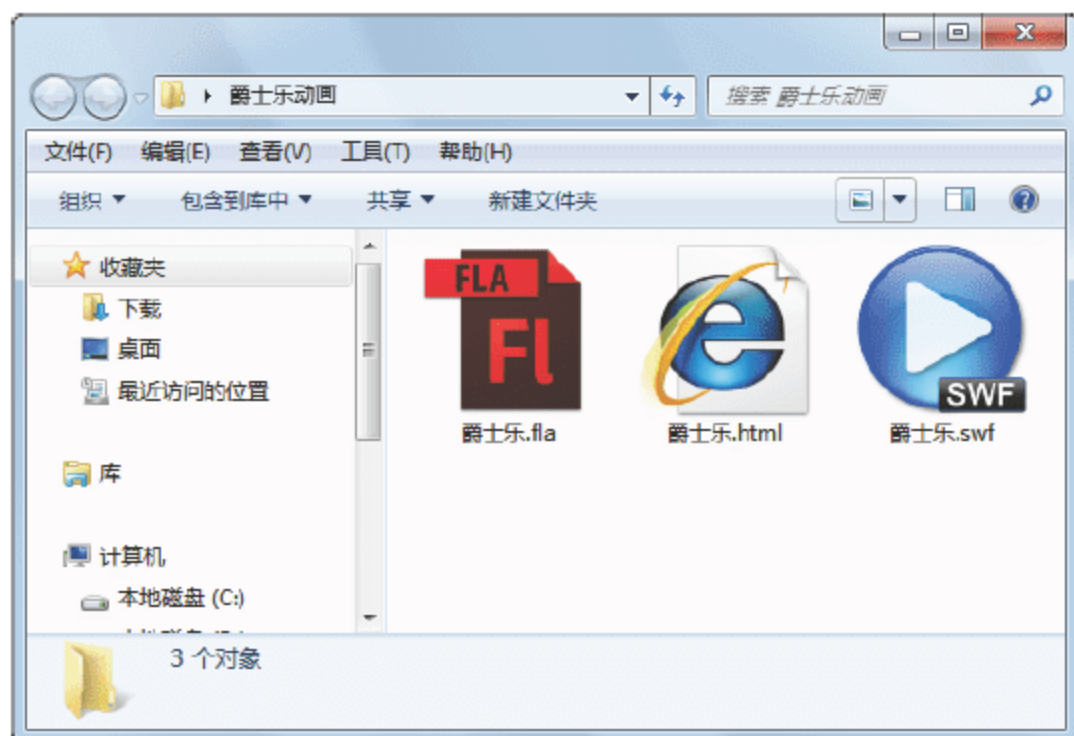 爵士乐动画
搜索 爵士乐动画
文件(F) 编辑(E) 查看(V) 工具(T) 帮助(H)
组织 包含到库中 共享 新建文件夹
收藏夹
下载
桌面
最近访问的位置
库
计算机
本地磁盘 (C:)
FLA
Fl
爵士乐.fla
爵士乐.html
SWF
爵士乐.swf
3 个对象